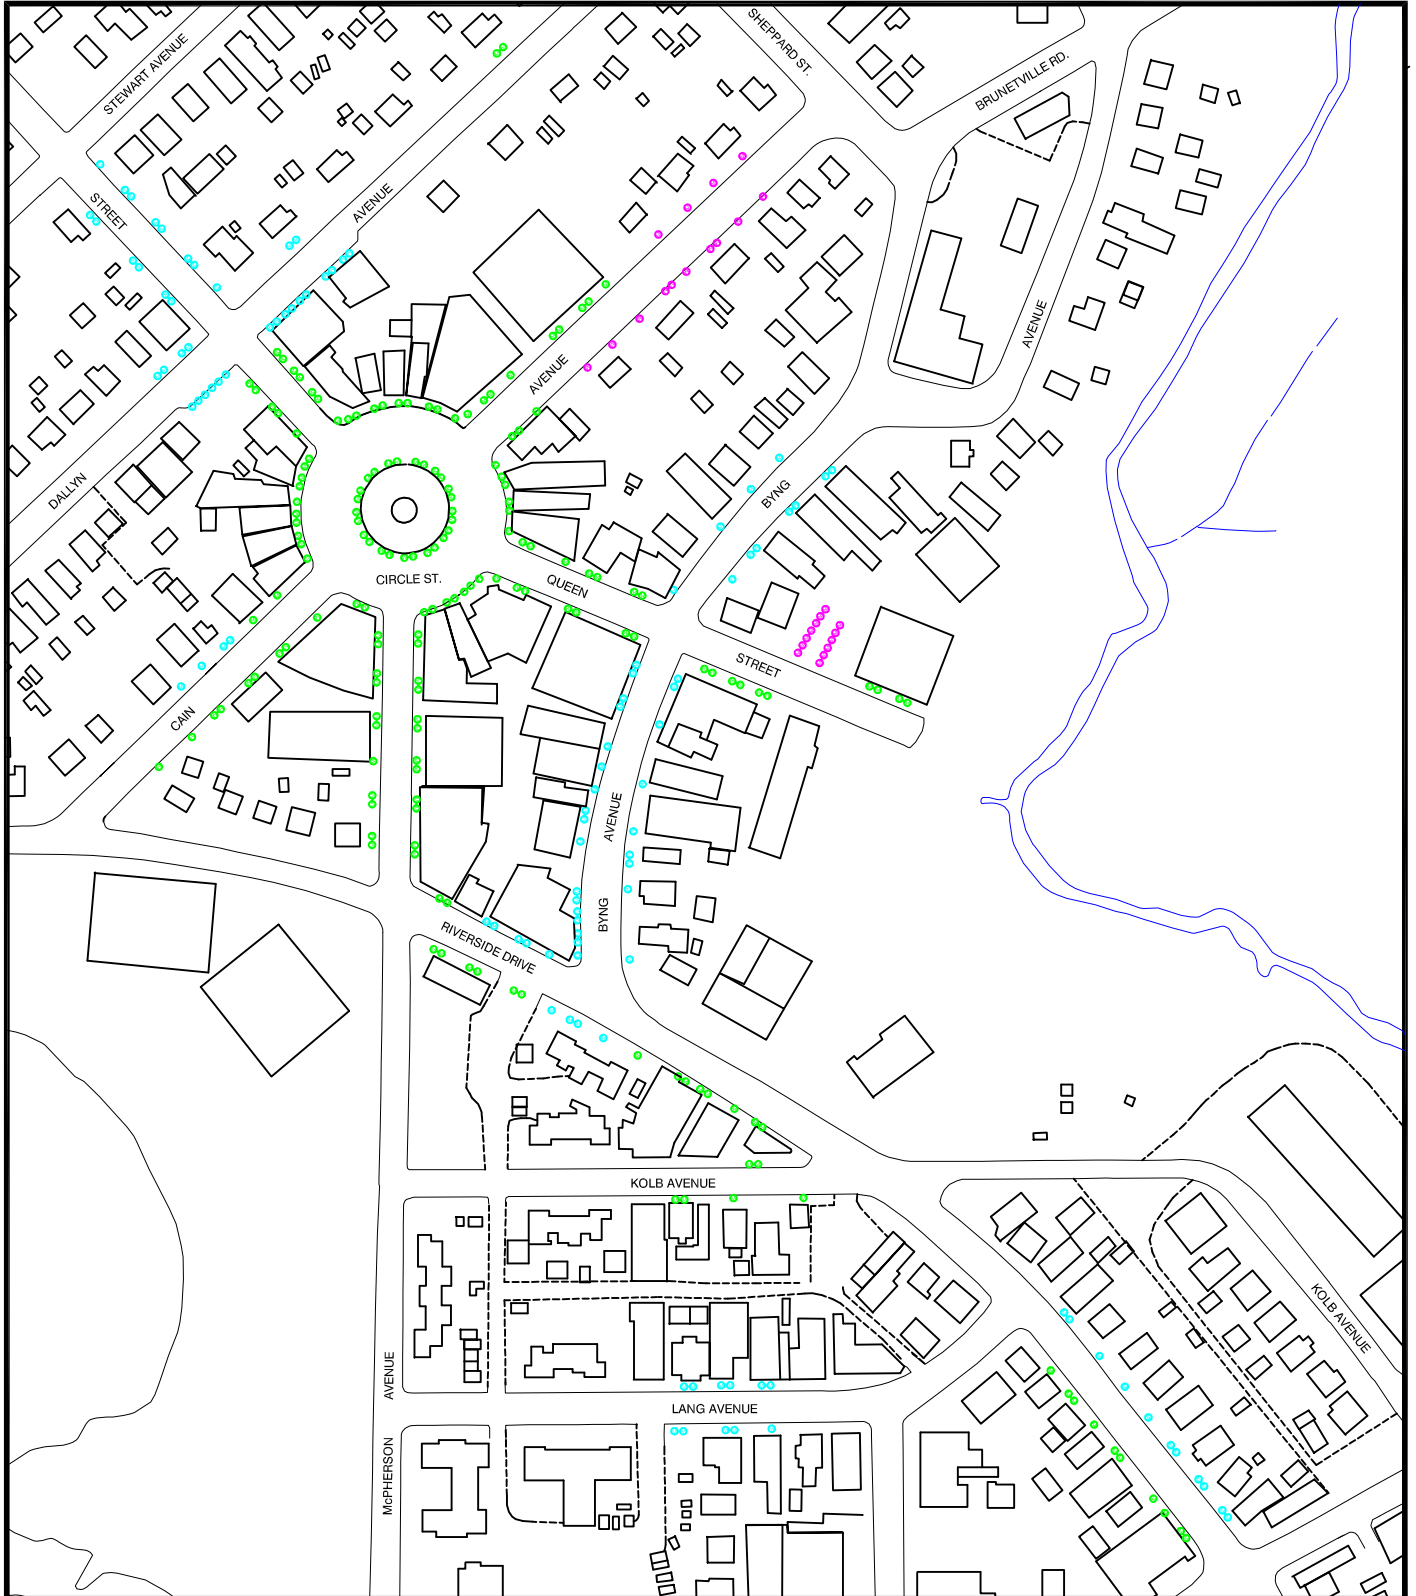 SHEPPARD ST.
STEWART AVENUE
BRUNETVILLE RD.
STREET
AVENUE
AVENUE
AVENUE
DALLYN
BYNG
CIRCLE ST.
QUEEN
STREET
CAIN
AVENUE
BYNG
RIVERSIDE DRIVE
KOLB AVENUE
KOLB AVENUE
AVENUE
LANG AVENUE
McPHERSON